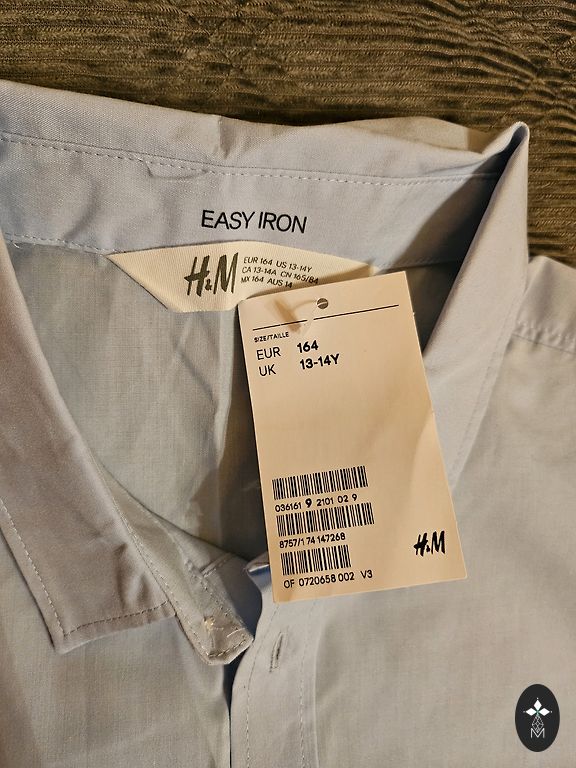 EASY IRON
H&M
EUR 164 US 13-14Y
CA 13-14A CN 165/84
MX 164 AUS 14
SIZE/TAILLE
EUR 164
UK 13-14Y
036161 9 2101 02 9
8757/1 74 147268
H&M
OF 0720658 002 V3
M